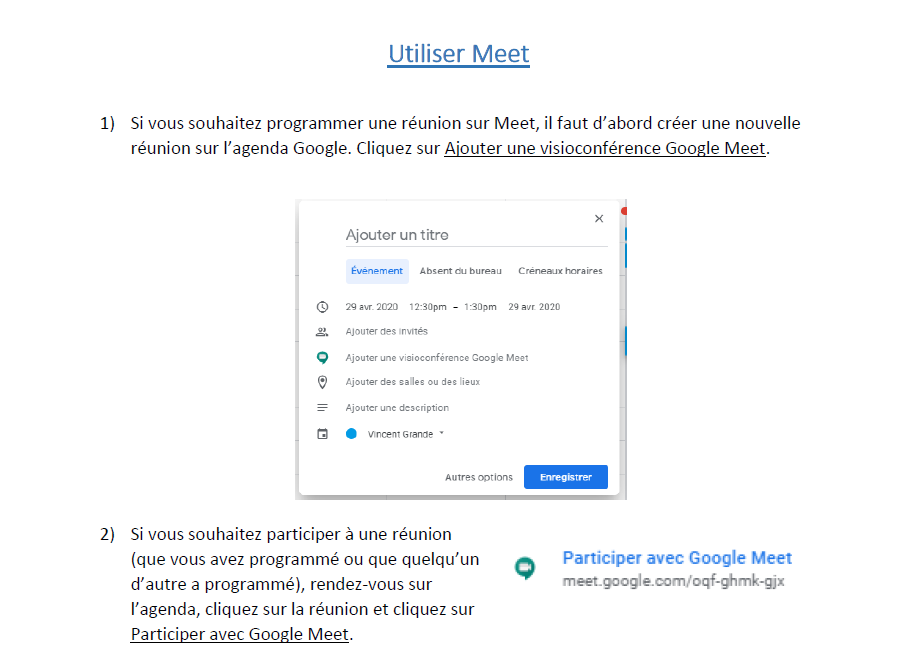 Utiliser Meet
1) Si vous souhaitez programmer une réunion sur Meet, il faut d’abord créer une nouvelle
réunion sur l’agenda Google. Cliquez sur Ajouter une visioconférence Google Meet.
Ajouter un titre
Événement Absent du bureau Créneaux horaires
29 avr. 2020 12:30pm – 1:30pm 29 avr. 2020
Ajouter des invités
Ajouter une visioconférence Google Meet
Ajouter des salles ou des lieux
Ajouter une description
Vincent Grande
Autres options Enregistrer
2) Si vous souhaitez participer à une réunion
(que vous avez programmé ou que quelqu’un
d’autre a programmé), rendez-vous sur
l’agenda, cliquez sur la réunion et cliquez sur
Participer avec Google Meet.
Participer avec Google Meet
meet.google.com/oqf-ghmk-gjx